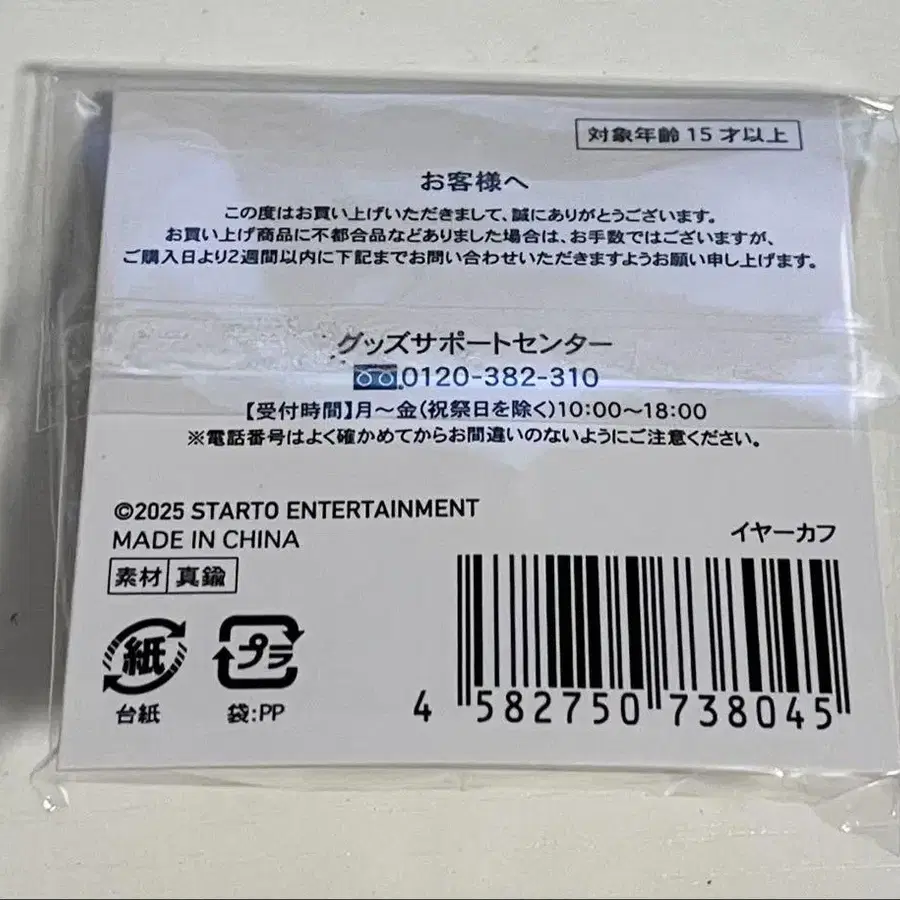 対象年齢15才以上
お客様へ
この度はお買い上げいただきまして、誠にありがとうございます。
お買い上げ商品に不都合品などありました場合は、お手数ではございますが、
ご購入日より2週間以内に下記までお問い合わせいただきますようお願い申し上げます。
グッズサポートセンター
0120-382-310
【受付時間】月〜金(祝祭日を除く)10:00〜18:00
※電話番号はよく確かめてからお間違いのないようにご注意ください。
©2025 STARTO ENTERTAINMENT
MADE IN CHINA
イヤーカフ
素材 真鍮
紙 プラ
台紙 袋:PP
4 582750 738045